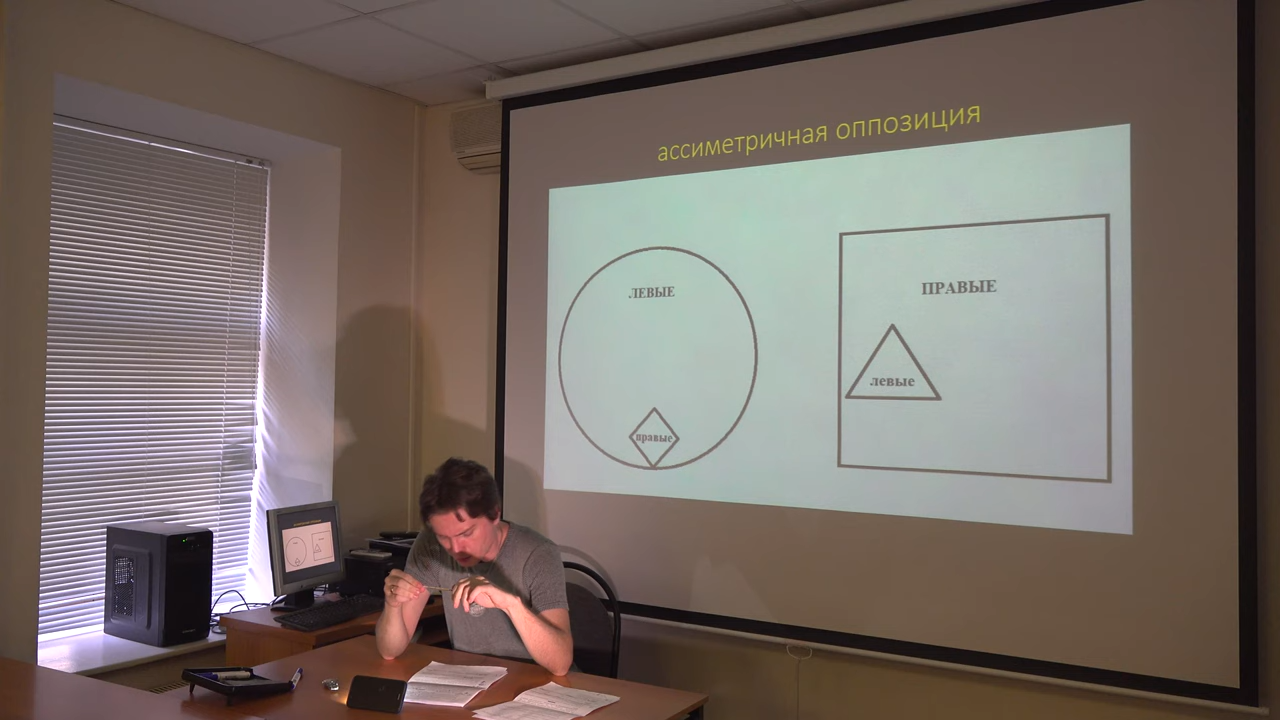 ассиметричная оппозиция
ЛЕВЫЕ
правые
ПРАВЫЕ
левые